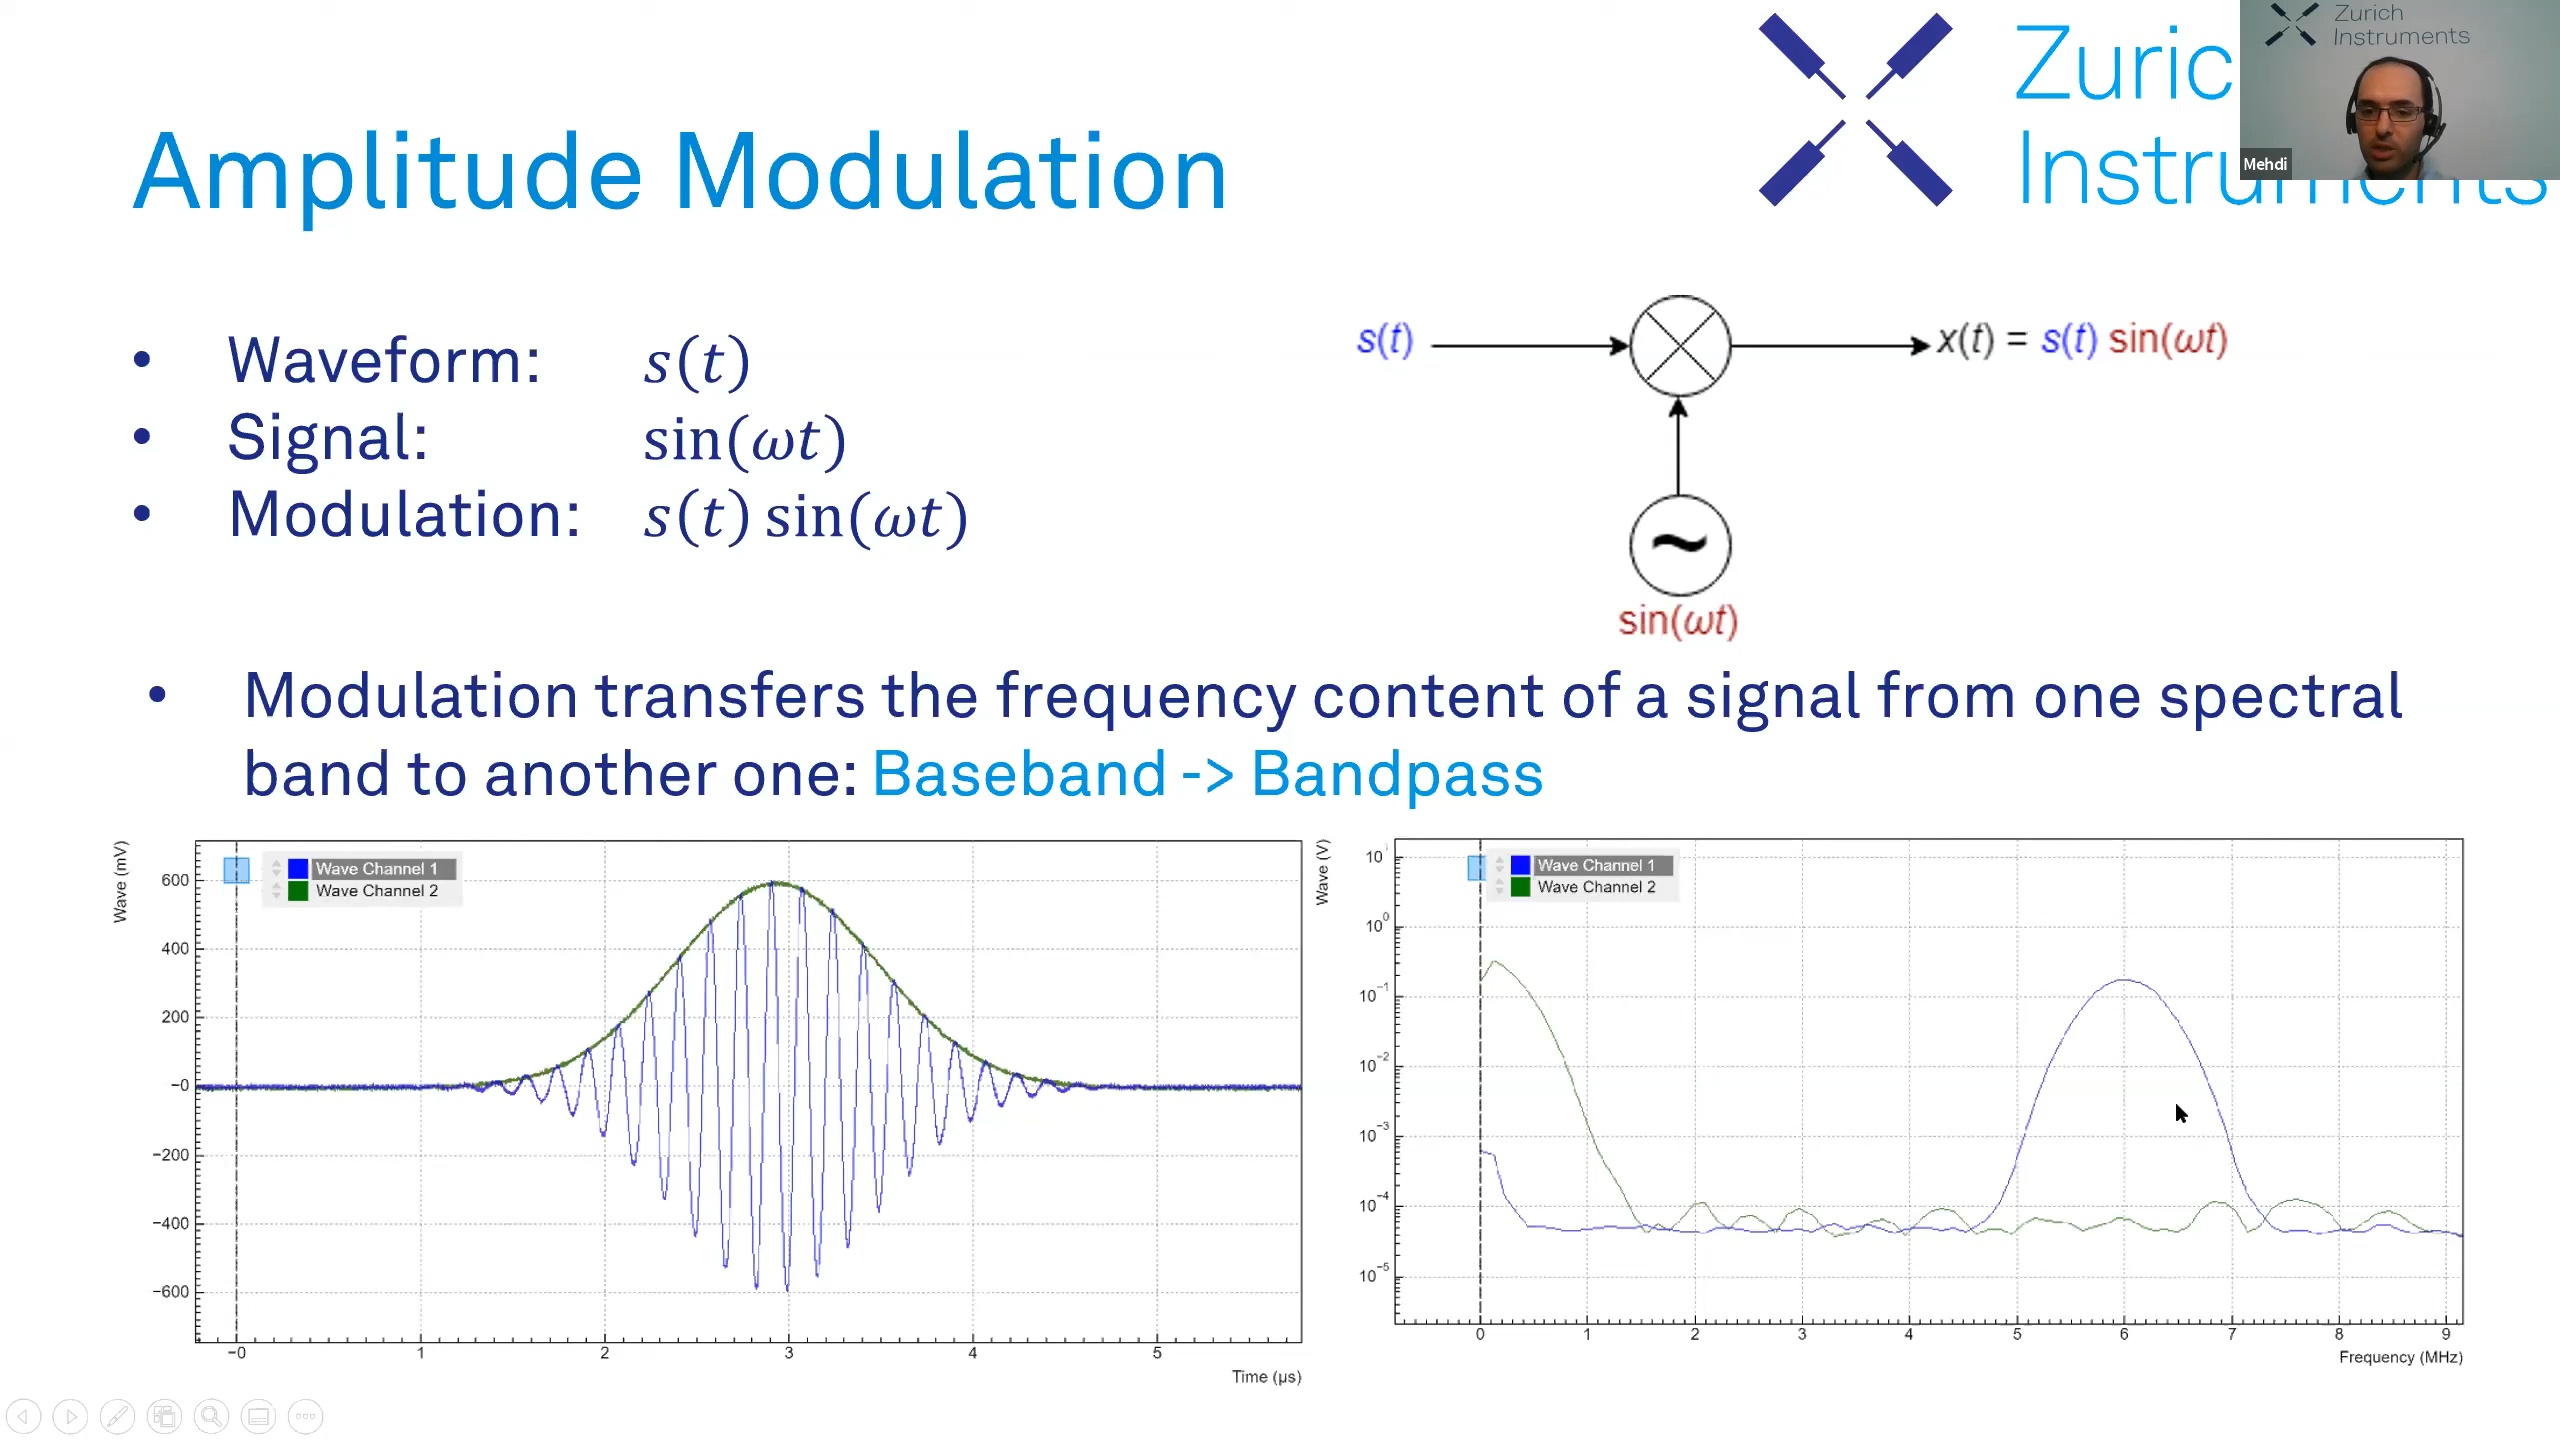 Zurich
Instruments
Zuric
Instruments
Mehdi
Amplitude Modulation
• Waveform: s(t)
• Signal: sin(ωt)
• Modulation: s(t) sin(ωt)
s(t)
x(t) = s(t) sin(ωt)
~
sin(ωt)
• Modulation transfers the frequency content of a signal from one spectral
band to another one: Baseband -> Bandpass
Wave (mV)
Wave Channel 1
Wave Channel 2
600
400
200
−0
−200
−400
−600
−0 1 2 3 4 5
Time (µs)
Wave (V)
Wave Channel 1
Wave Channel 2
10¹
10⁰
10⁻¹
10⁻²
10⁻³
10⁻⁴
10⁻⁵
0 1 2 3 4 5 6 7 8 9
Frequency (MHz)